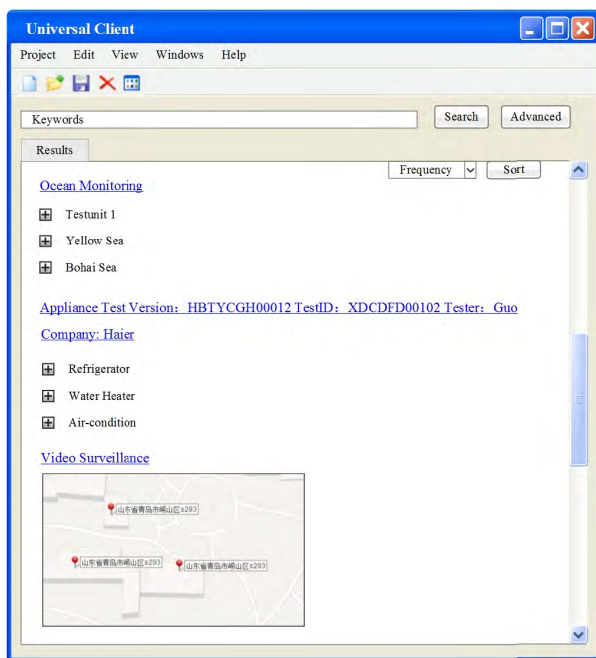 Universal Client
Project Edit View Windows Help
Keywords Search Advanced
Results
Frequency Sort
Ocean Monitoring
Testunit 1
Yellow Sea
Bohai Sea
Appliance Test Version：HBTYCGH00012 TestID：XDCDFD00102 Tester：Guo
Company: Haier
Refrigerator
Water Heater
Air-condition
Video Surveillance
山东省青岛市崂山区s293
山东省青岛市崂山区s293
山东省青岛市崂山区s293